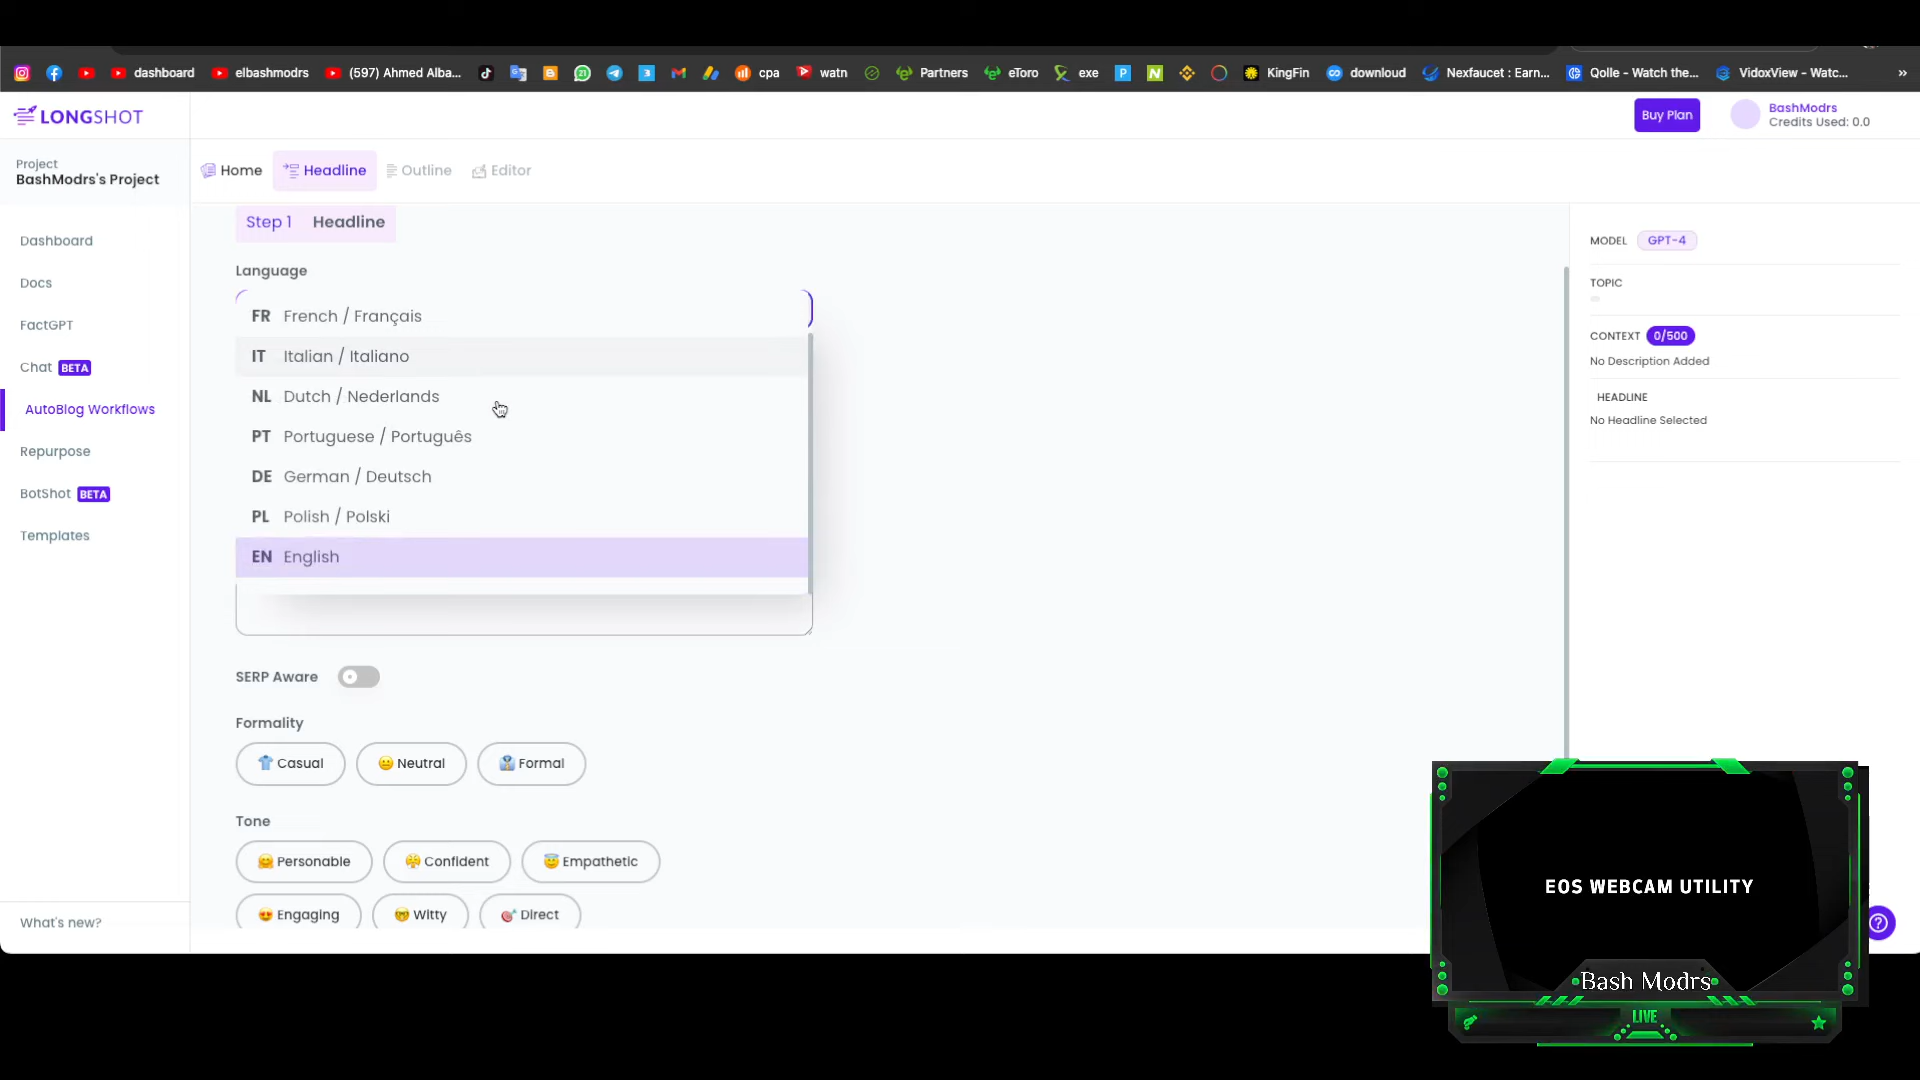 dashboard
elbashmodrs
(597) Ahmed Alba...
cpa
watn
Partners
eToro
exe
KingFin
downloud
Nexfaucet : Earn...
Qolle - Watch the...
VidoxView - Watc...
»
LONGSHOT
Buy Plan
BashModrs
Credits Used: 0.0
Project
BashModrs's Project
Home
Headline
Outline
Editor
Dashboard
Docs
FactGPT
Chat BETA
AutoBlog Workflows
Repurpose
BotShot BETA
Templates
What's new?
Step 1 Headline
Language
FR French / Français
IT Italian / Italiano
NL Dutch / Nederlands
PT Portuguese / Português
DE German / Deutsch
PL Polish / Polski
EN English
SERP Aware
Formality
Casual
Neutral
Formal
Tone
Personable
Confident
Empathetic
Engaging
Witty
Direct
MODEL GPT-4
TOPIC
CONTEXT 0/500
No Description Added
HEADLINE
No Headline Selected
EOS WEBCAM UTILITY
Bash Modrs
LIVE